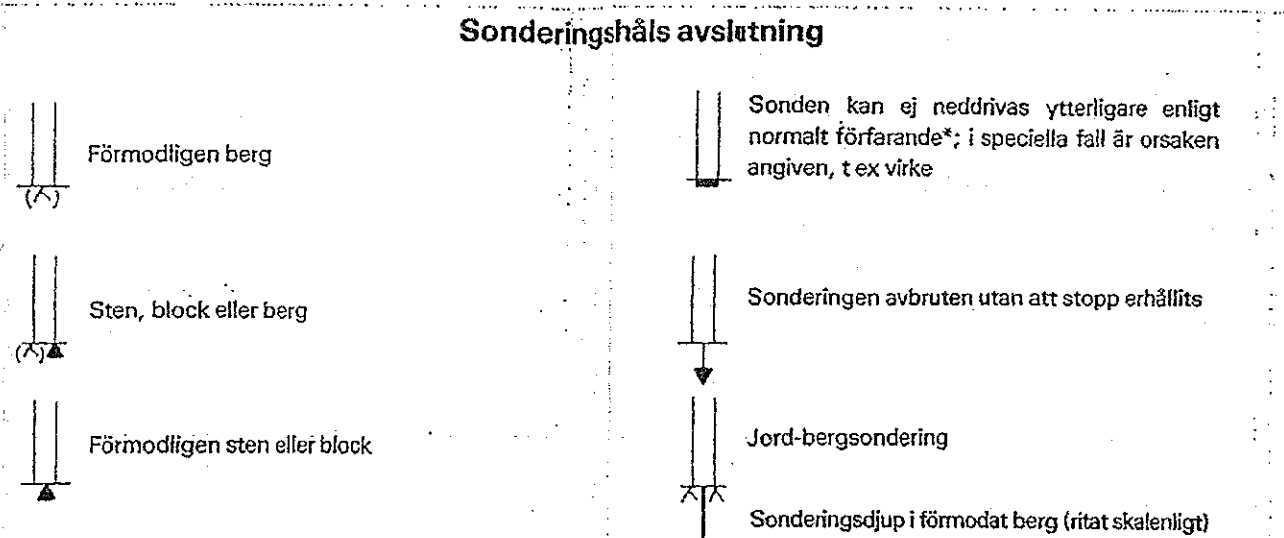 Sonderingshåls avslutning
Förmodligen berg
Sten, block eller berg
Förmodligen sten eller block
Sonden kan ej neddrivas ytterligare enligt
normalt förfarande*; i speciella fall är orsaken
angiven, t ex virke
Sonderingen avbruten utan att stopp erhållits
Jord-bergsondering
Sonderingsdjup i förmodat berg (ritat skalenligt)